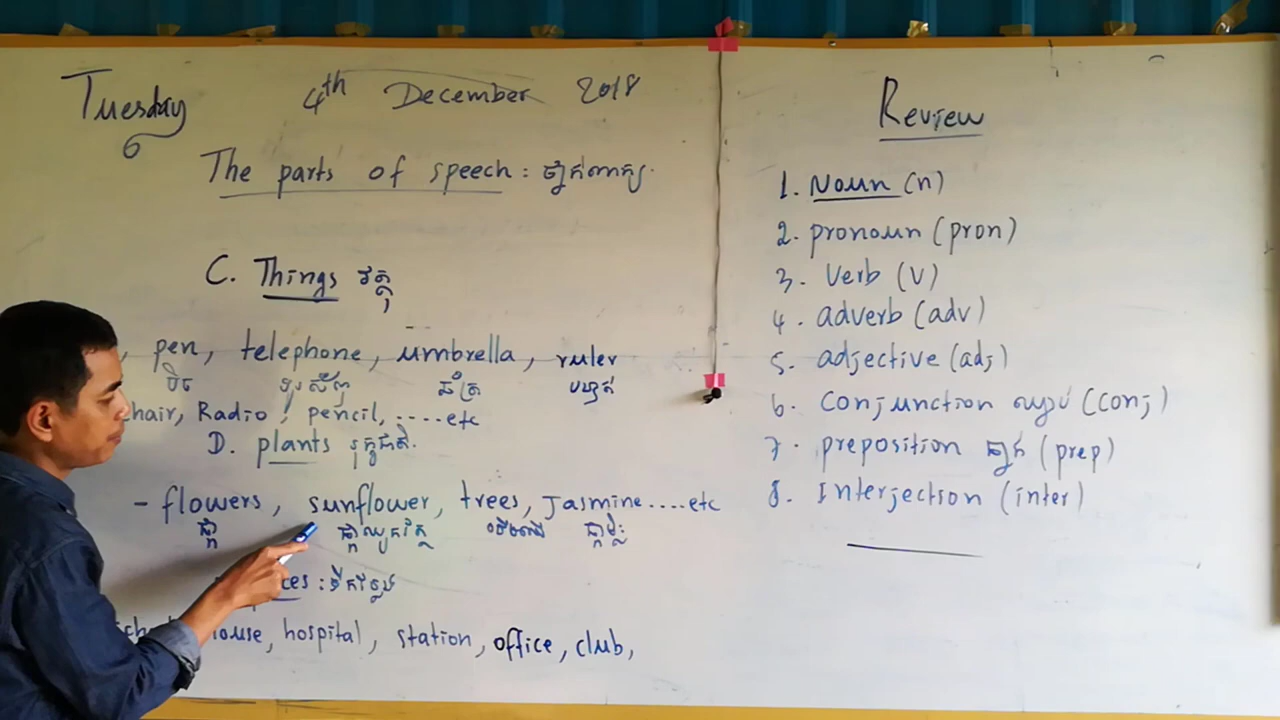 Tuesday 4th December 2018
The parts of speech : ថ្នាក់ពាក្យ.
C. Things វត្ថុ
, pen, telephone, umbrella, ruler
ប៊ិច ទូរស័ព្ទ ឆ័ត្រ បន្ទាត់
hair, Radio, pencil, .....etc
D. plants រុក្ខជាតិ.
- flowers, sunflower, trees, Jasmine.....etc
ផ្កា ផ្កាឈូករ័ត្ន ដើមឈើ ផ្កាម្លិះ
ces : ទីកន្លែង
ouse, hospital, station, office, club,
Review
1. Noun (n)
2. pronoun (pron)
3. Verb (v)
4. adverb (adv)
5. adjective (adj)
6. Conjunction ឈ្នាប់ (conj)
7. preposition ធ្នាក់ (prep)
8. Interjection (inter)